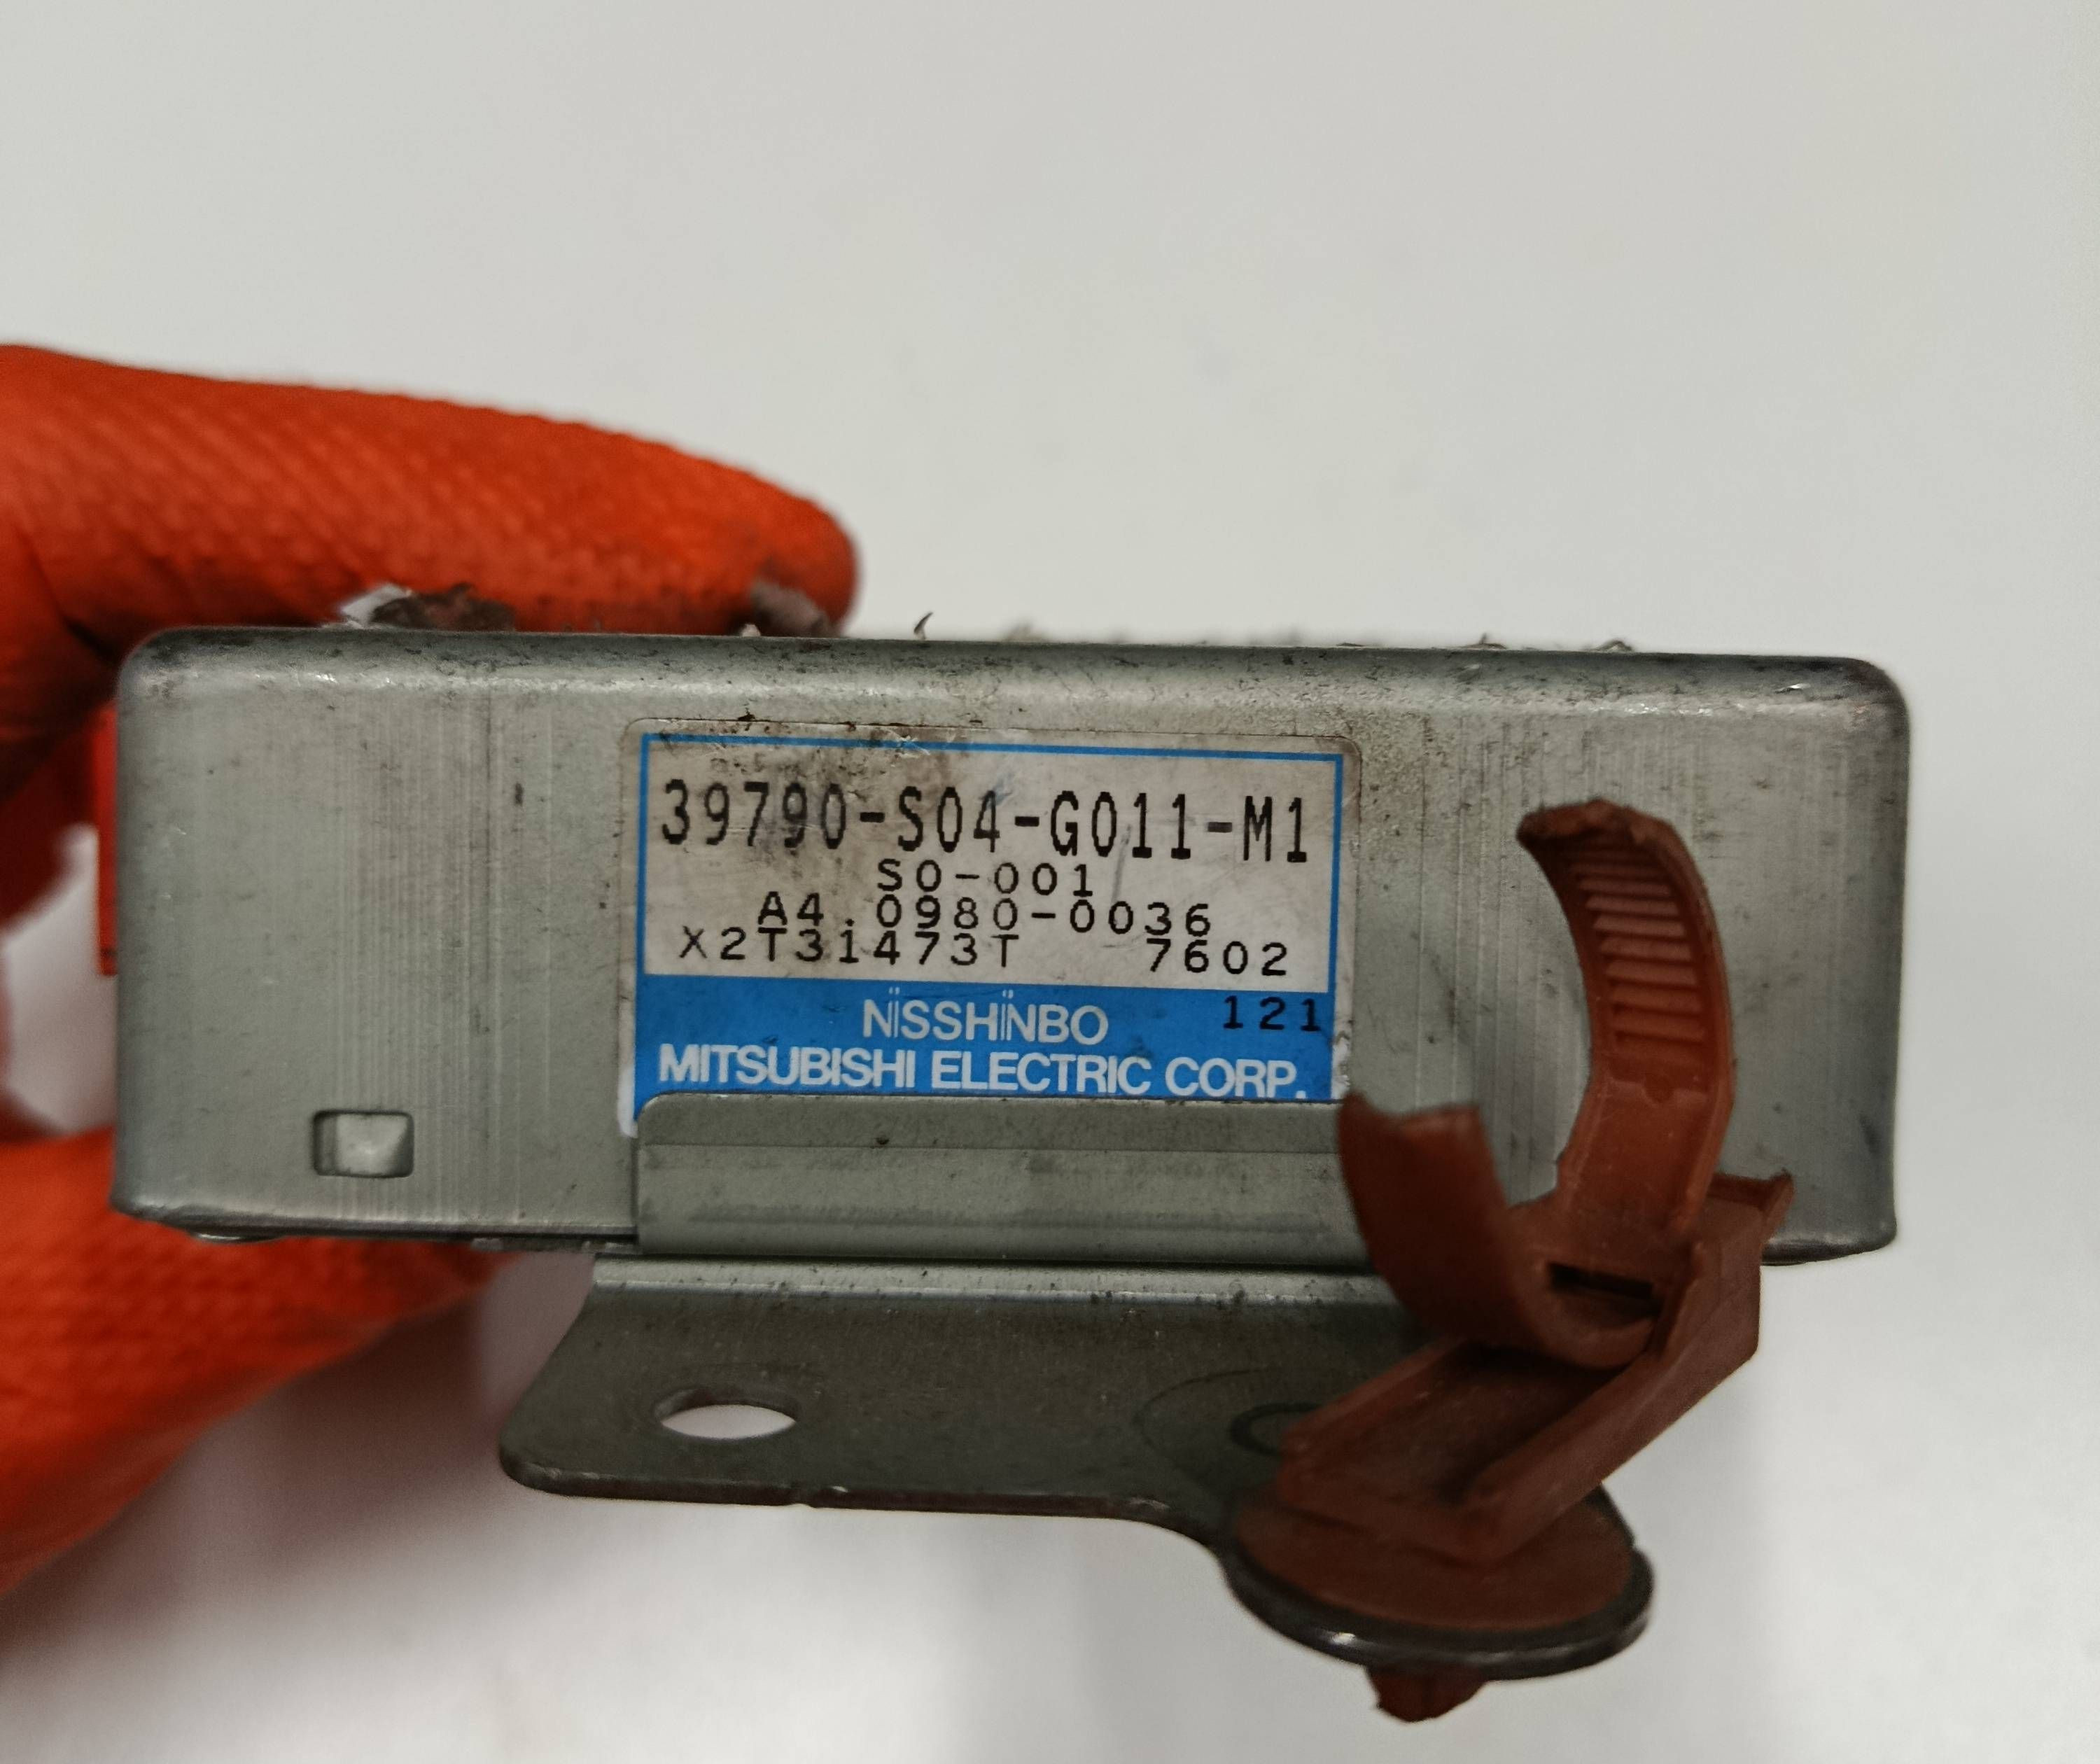 39790-S04-G011-M1
S0-001
A4.0980-0036
X2T31473T 7602
121
NISSHINBO
MITSUBISHI ELECTRIC CORP.